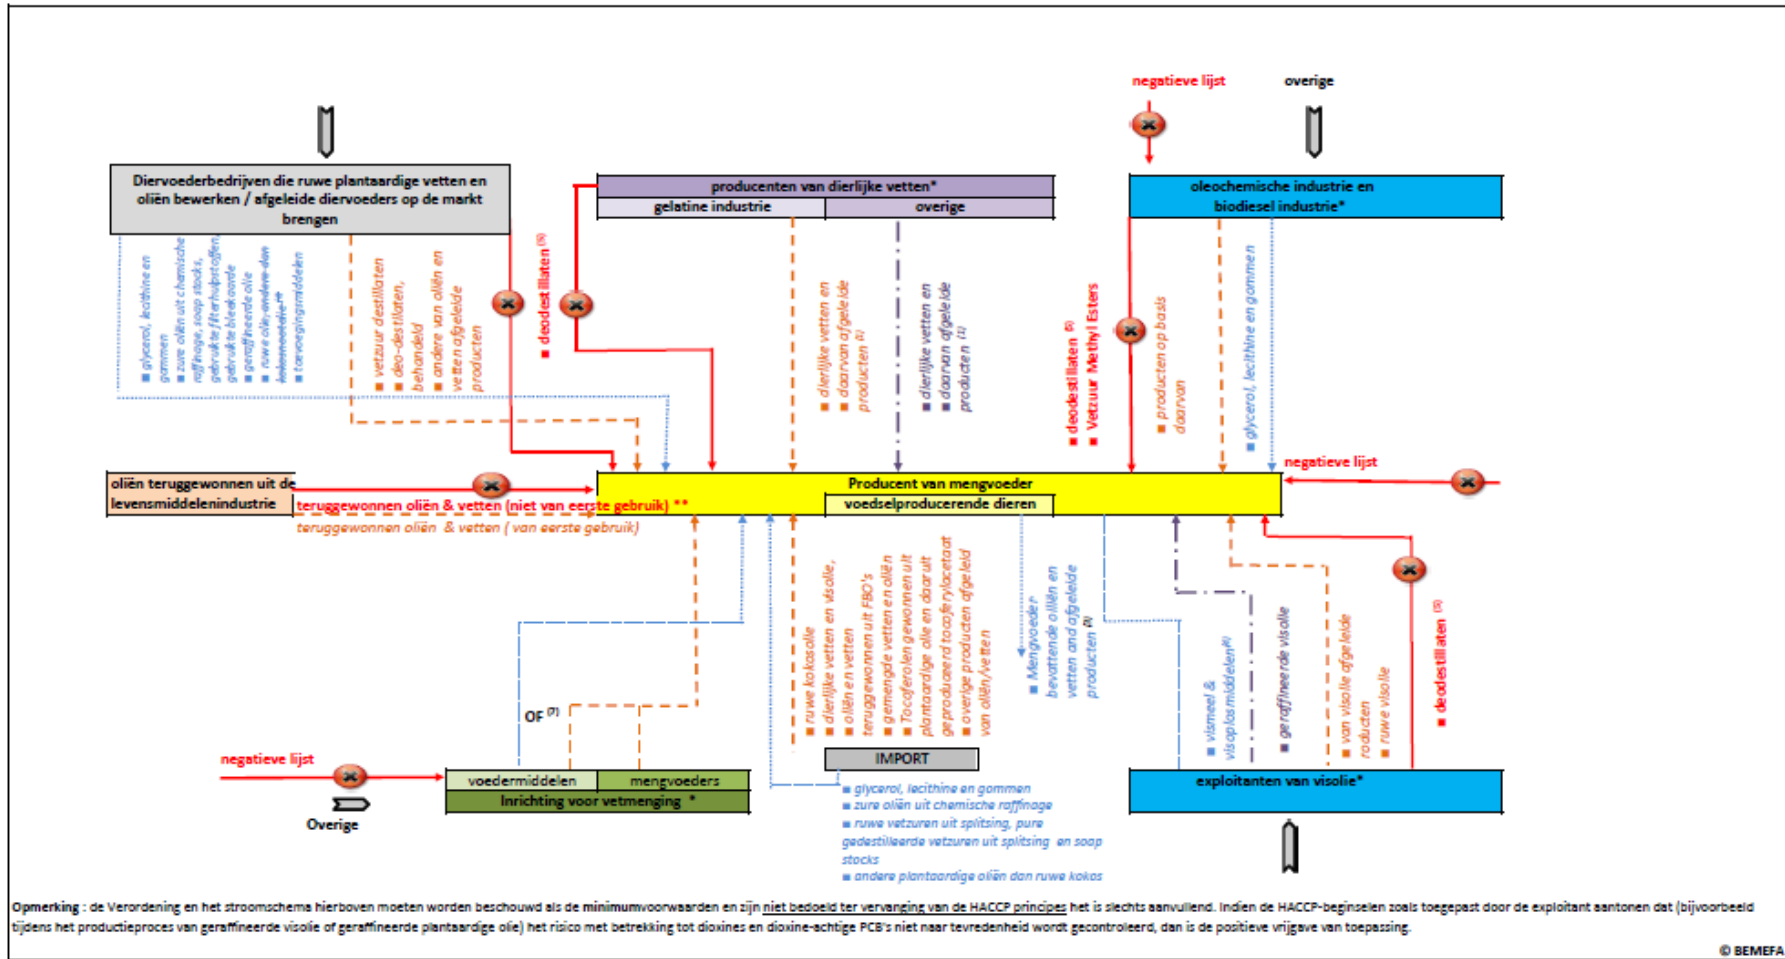 negatieve lijst
overige
Diervoederbedrijven die ruwe plantaardige vetten en
oliën bewerken / afgeleide diervoeders op de markt
brengen
producenten van dierlijke vetten*
gelatine industrie
overige
oleochemische industrie en
biodiesel industrie*
■ glycerol, lecithine en
gommen
■ zure oliën uit chemische
raffinage, soap stocks,
gebruikte filterhulpstoffen,
gebruikte bleekaarde
■ geraffineerde olie
■ ruwe olie, anders dan
kokosnootolie
■ toevoegingsmiddelen
■ vetzuur destillaten
■ deo-destillaten,
behandeld
■ andere van oliën en
vetten afgeleide
producten
■ deodestillaten (5)
■ dierlijke vetten en
■ daarvan afgeleide
producten (2)
■ dierlijke vetten en
■ daarvan afgeleide
producten (1)
■ deodestillaten (5)
■ Vetzuur Methyl Esters
■ producten op basis
daarvan
■ glycerol, lecithine en gommen
oliën teruggewonnen uit de
levensmiddelenindustrie
teruggewonnen oliën & vetten (niet van eerste gebruik) **
teruggewonnen oliën & vetten ( van eerste gebruik)
Producent van mengvoeder
voedselproducerende dieren
negatieve lijst
■ ruwe kokosolie
■ dierlijke vetten en visolie,
■ oliën en vetten
teruggewonnen uit FBO's
■ gemengde vetten en oliën
■ Tocoferolen gewonnen uit
plantaardige olie en daaruit
geproduceerd tocoferylacetaat
■ overige producten afgeleid
van oliën/vetten
■ Mengvoeder
bevattende oliën en
vetten and afgeleide
producten
■ vismeel &
visoplosmiddelen
■ geraffineerde visolie
■ van visolie afgeleide
roducten
■ ruwe visolie
■ deodestillaten (5)
OF (7)
negatieve lijst
Overige
voedermiddelen
mengvoeders
Inrichting voor vetmenging *
IMPORT
■ glycerol, lecithine en gommen
■ zure oliën uit chemische raffinage
■ ruwe vetzuren uit splitsing, pure
gedestilleerde vetzuren uit splitsing en soap
stocks
■ andere plantaardige oliën dan ruwe kokos
exploitanten van visolie*
Opmerking : de Verordening en het stroomschema hierboven moeten worden beschouwd als de minimumvoorwaarden en zijn niet bedoeld ter vervanging van de HACCP principes het is slechts aanvullend. Indien de HACCP-beginselen zoals toegepast door de exploitant aantonen dat (bijvoorbeeld
tijdens het productieproces van geraffineerde visolie of geraffineerde plantaardige olie) het risico met betrekking tot dioxines en dioxine-achtige PCB's niet naar tevredenheid wordt gecontroleerd, dan is de positieve vrijgave van toepassing.
© BEMEFA